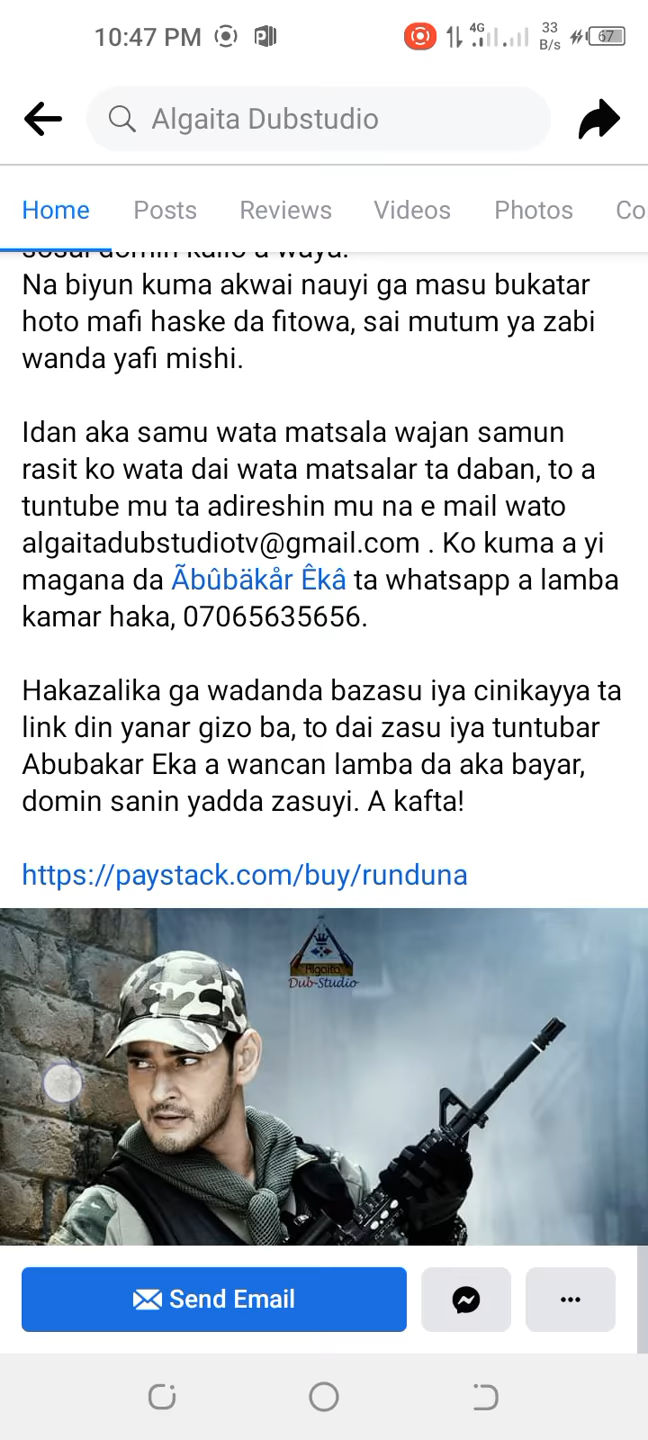 10:47 PM
4G
33
B/s
67
Algaita Dubstudio
Home Posts Reviews Videos Photos Co
Na biyun kuma akwai nauyi ga masu bukatar
hoto mafi haske da fitowa, sai mutum ya zabi
wanda yafi mishi.
Idan aka samu wata matsala wajan samun
rasit ko wata dai wata matsalar ta daban, to a
tuntube mu ta adireshin mu na e mail wato
algaitadubstudiotv@gmail.com . Ko kuma a yi
magana da Ãbûbäkår Êkâ ta whatsapp a lamba
kamar haka, 07065635656.
Hakazalika ga wadanda bazasu iya cinikayya ta
link din yanar gizo ba, to dai zasu iya tuntubar
Abubakar Eka a wancan lamba da aka bayar,
domin sanin yadda zasuyi. A kafta!
https://paystack.com/buy/runduna
Algaita
Dub-Studio
Send Email